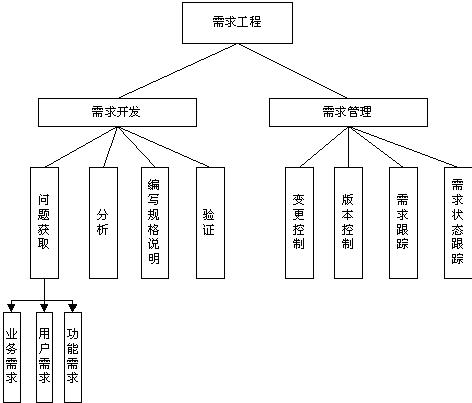 需求工程
需求开发
需求管理
问题获取
分析
编写规格说明
验证
变更控制
版本控制
需求跟踪
需求状态跟踪
业务需求
用户需求
功能需求